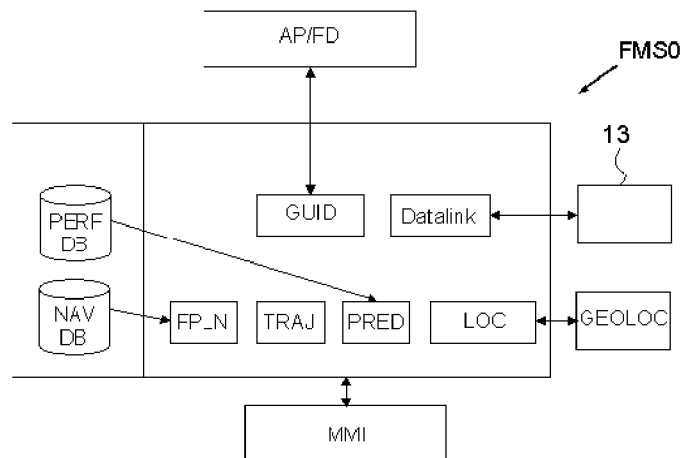 AP/FD
FMS0
13
GUID
Datalink
PERF
DB
NAV
DB
FP_N
TRAJ
PRED
LOC
GEOLOC
MMI